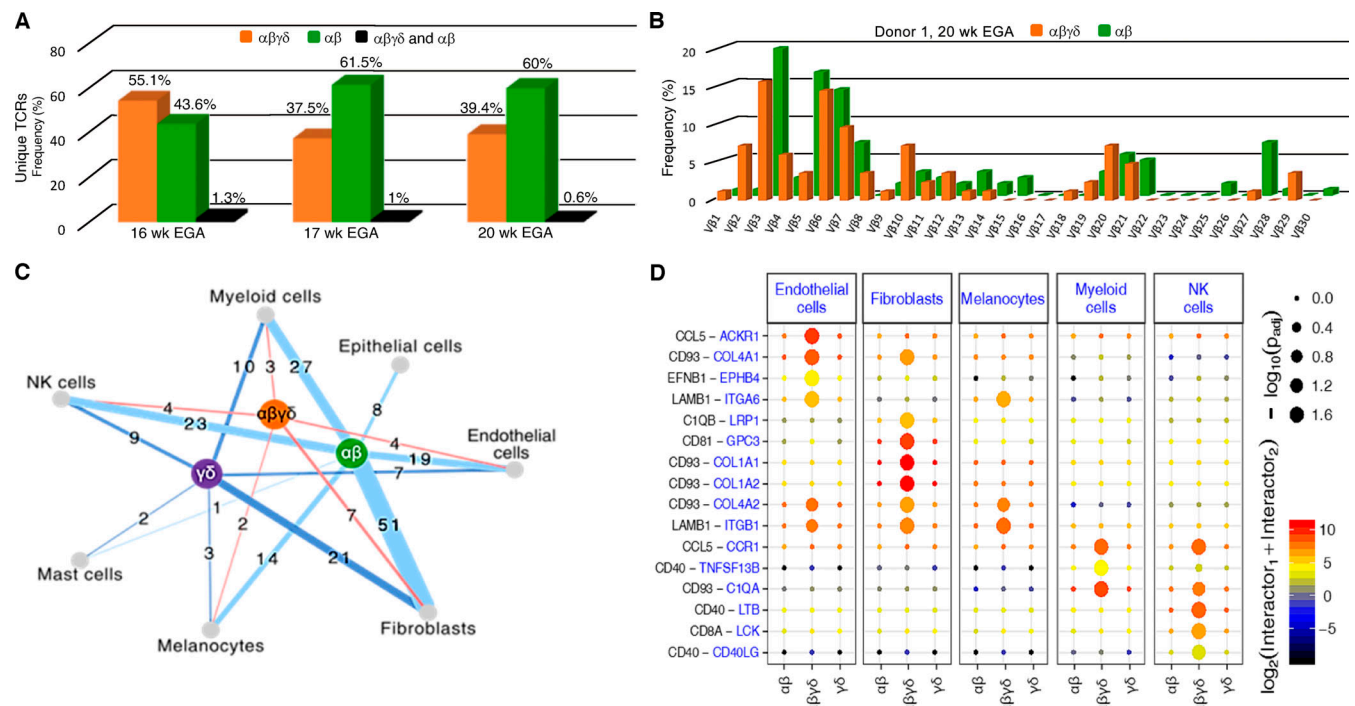 A
αβγδ αβ αβγδ and αβ
Unique TCRs
Frequency (%)
80
60
40
20
0
55.1%
43.6%
1.3%
37.5%
61.5%
1%
39.4%
60%
0.6%
16 wk EGA
17 wk EGA
20 wk EGA
B
Donor 1, 20 wk EGA αβγδ αβ
Frequency (%)
20
15
10
5
0
Vβ1
Vβ2
Vβ3
Vβ4
Vβ5
Vβ6
Vβ7
Vβ8
Vβ9
Vβ10
Vβ11
Vβ12
Vβ13
Vβ14
Vβ15
Vβ16
Vβ17
Vβ18
Vβ19
Vβ20
Vβ21
Vβ22
Vβ23
Vβ24
Vβ25
Vβ26
Vβ27
Vβ28
Vβ29
Vβ30
C
Myeloid cells
Epithelial cells
NK cells
Endothelial
cells
Mast cells
Melanocytes
Fibroblasts
αβγδ
αβ
γδ
10
3
27
8
4
23
9
4
19
7
1
2
2
7
51
3
14
21
D
Endothelial
cells
Fibroblasts
Melanocytes
Myeloid
cells
NK
cells
CCL5 – ACKR1
CD93 – COL4A1
EFNB1 – EPHB4
LAMB1 – ITGA6
C1QB – LRP1
CD81 – GPC3
CD93 – COL1A1
CD93 – COL1A2
CD93 – COL4A2
LAMB1 – ITGB1
CCL5 – CCR1
CD40 – TNFSF13B
CD93 – C1QA
CD40 – LTB
CD8A – LCK
CD40 – CD40LG
αβ
βγδ
γδ
αβ
βγδ
γδ
αβ
βγδ
γδ
αβ
βγδ
γδ
αβ
βγδ
γδ
0.0
0.4
0.8
1.2
1.6
– log10(padj)
10
5
0
−5
log2(Interactor1 + Interactor2)